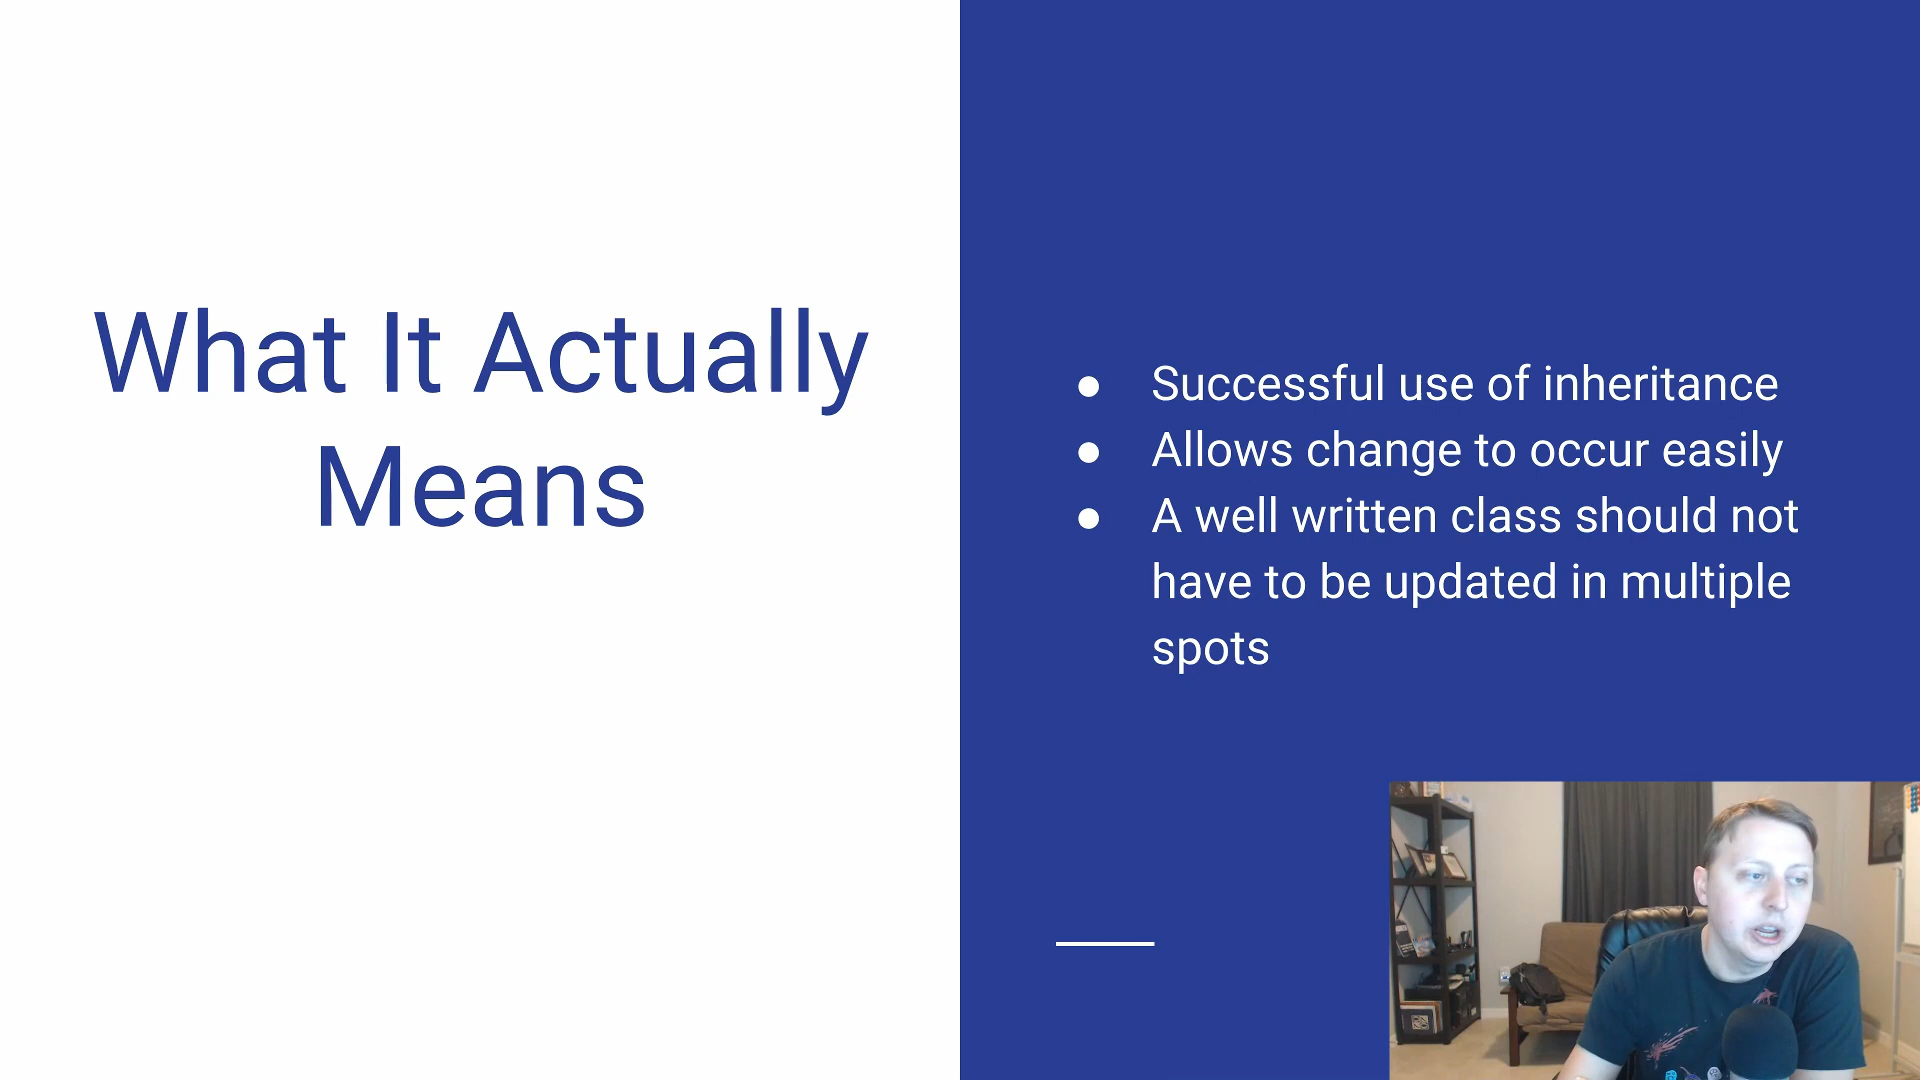 What It Actually
Means
● Successful use of inheritance
● Allows change to occur easily
● A well written class should not
have to be updated in multiple
spots